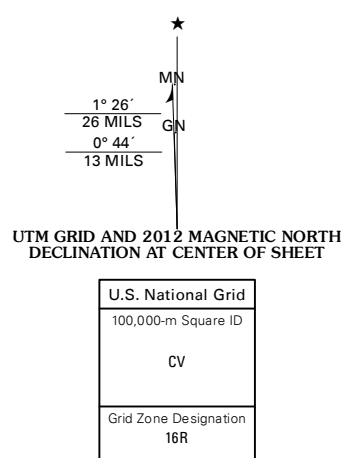 ★
MN
1° 26´
26 MILS
GN
0° 44´
13 MILS
UTM GRID AND 2012 MAGNETIC NORTH
DECLINATION AT CENTER OF SHEET
U.S. National Grid
100,000-m Square ID
CV
Grid Zone Designation
16R